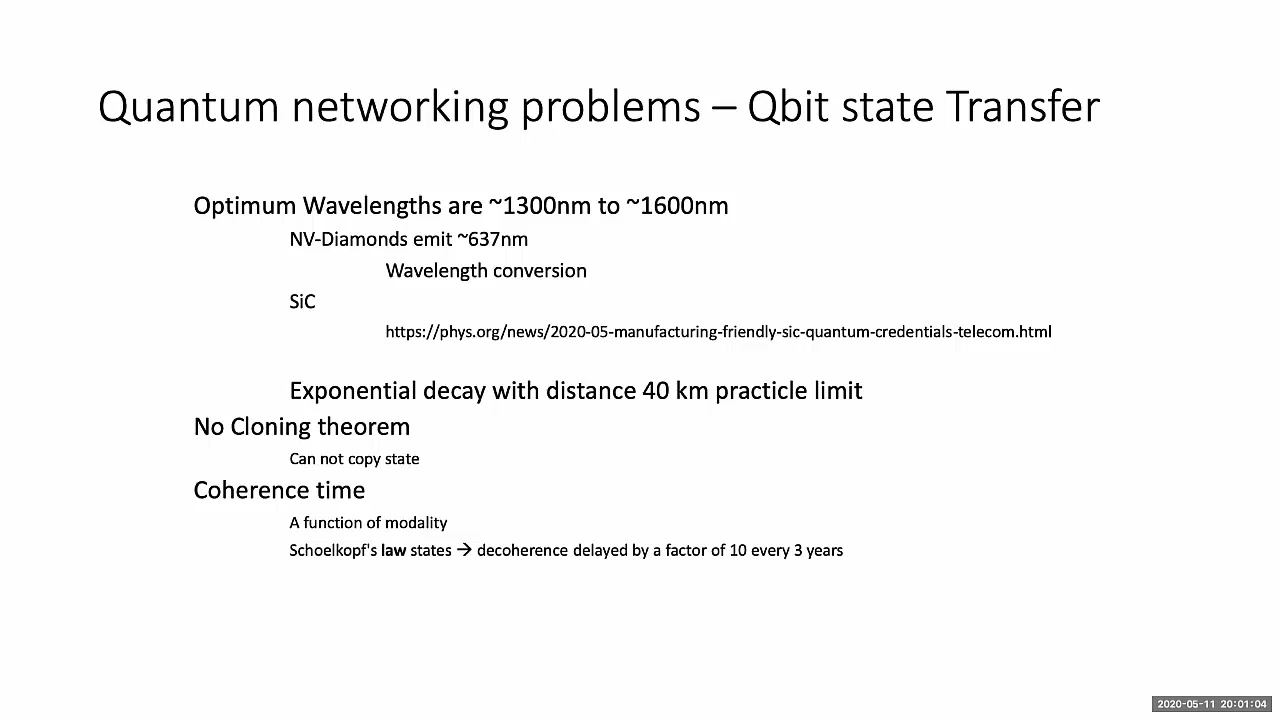 Quantum networking problems – Qbit state Transfer
Optimum Wavelengths are ~1300nm to ~1600nm
NV-Diamonds emit ~637nm
Wavelength conversion
SiC
https://phys.org/news/2020-05-manufacturing-friendly-sic-quantum-credentials-telecom.html
Exponential decay with distance 40 km practicle limit
No Cloning theorem
Can not copy state
Coherence time
A function of modality
Schoelkopf's law states → decoherence delayed by a factor of 10 every 3 years
2020-05-11 20:01:04